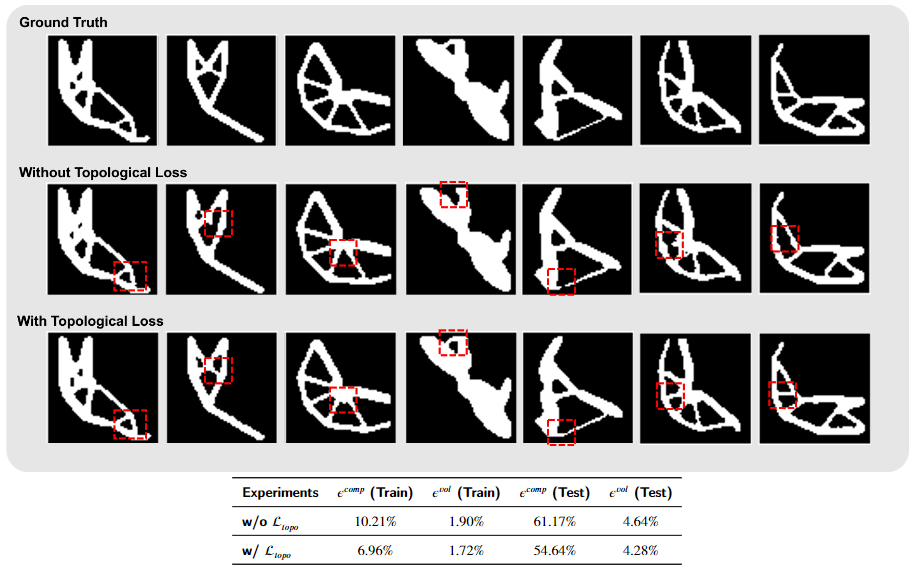 Ground Truth
Without Topological Loss
With Topological Loss
Experiments ϵ^comp (Train) ϵ^vol (Train) ϵ^comp (Test) ϵ^vol (Test)
w/o ℒ_topo 10.21% 1.90% 61.17% 4.64%
w/ ℒ_topo 6.96% 1.72% 54.64% 4.28%